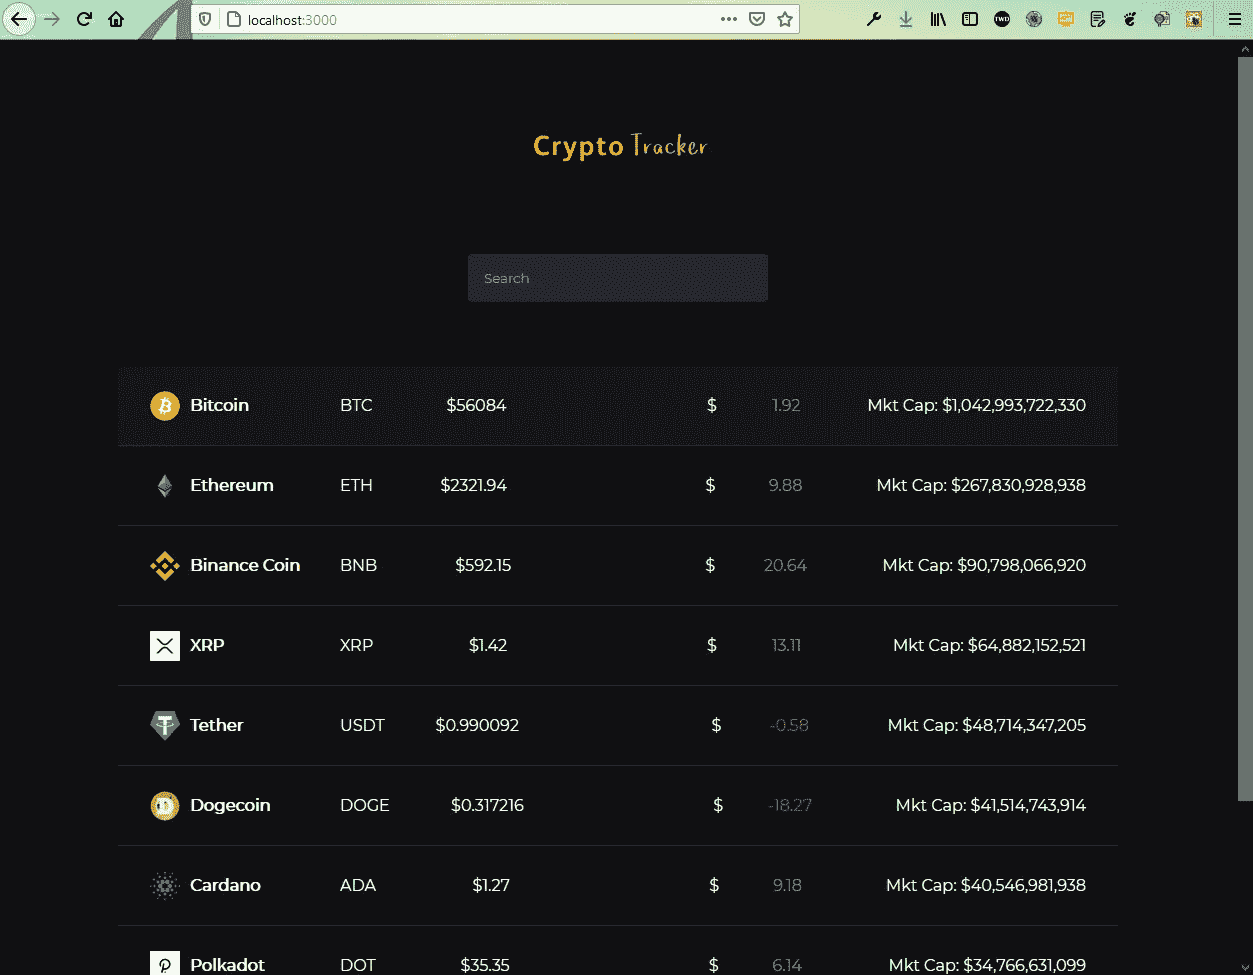 localhost:3000
TWD
Crypto Tracker
Search
Bitcoin BTC $56084 $ 1.92 Mkt Cap: $1,042,993,722,330
Ethereum ETH $2321.94 $ 9.88 Mkt Cap: $267,830,928,938
Binance Coin BNB $592.15 $ 20.64 Mkt Cap: $90,798,066,920
XRP XRP $1.42 $ 13.11 Mkt Cap: $64,882,152,521
Tether USDT $0.990092 $ -0.58 Mkt Cap: $48,714,347,205
Dogecoin DOGE $0.317216 $ -18.27 Mkt Cap: $41,514,743,914
Cardano ADA $1.27 $ 9.18 Mkt Cap: $40,546,981,938
Polkadot DOT $35.35 $ 6.14 Mkt Cap: $34,766,631,099